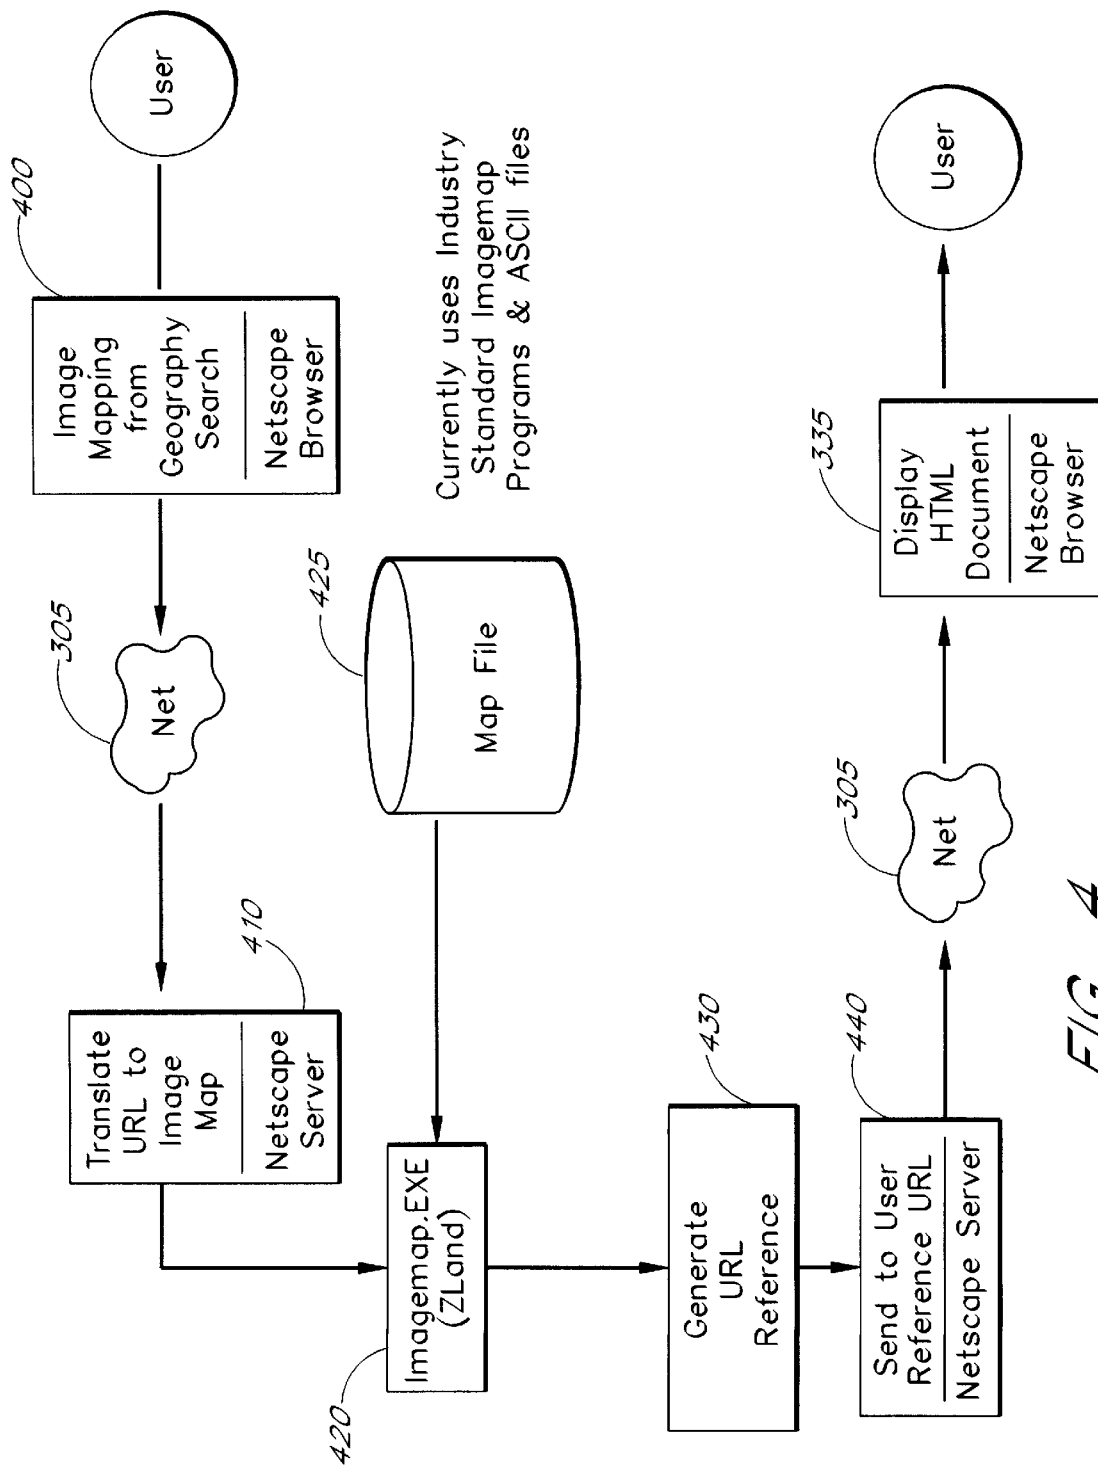 User
400
Image
Mapping
from
Geography
Search
Netscape
Browser
305
Net
410
Translate
URL to
Image
Map
Netscape
Server
Currently uses Industry
Standard Imagemap
Programs & ASCII files
425
Map File
420
Imagemap.EXE
(ZLand)
430
Generate
URL
Reference
440
Send to User
Reference URL
Netscape Server
305
Net
335
Display
HTML
Document
Netscape
Browser
User
FIG. 4